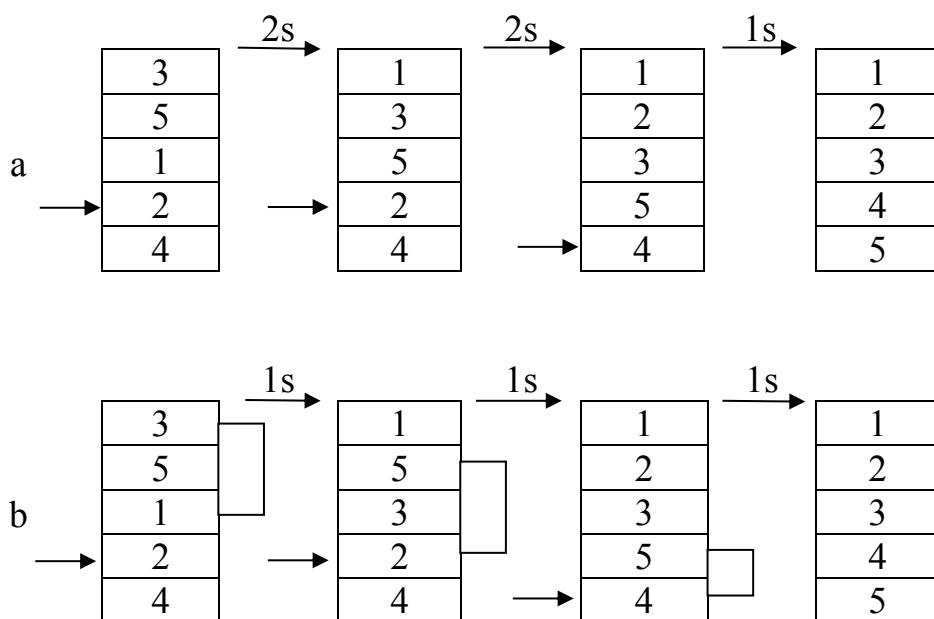 2s 2s 1s
3 1 1 1
5 3 2 2
1 5 3 3
a
2 2 5 4
4 4 4 5
1s 1s 1s
3 1 1 1
5 5 2 2
1 3 3 3
b
2 2 5 4
4 4 4 5